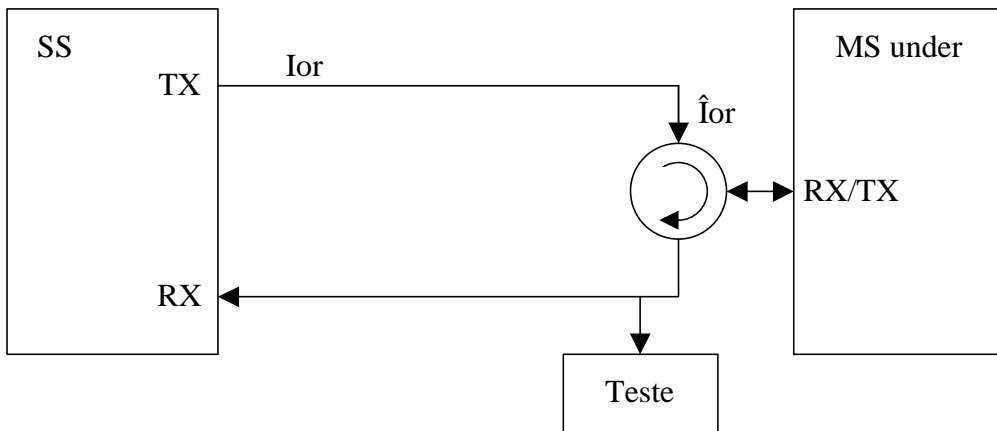 SS
MS under
TX
Ior
Îor
RX/TX
RX
Teste